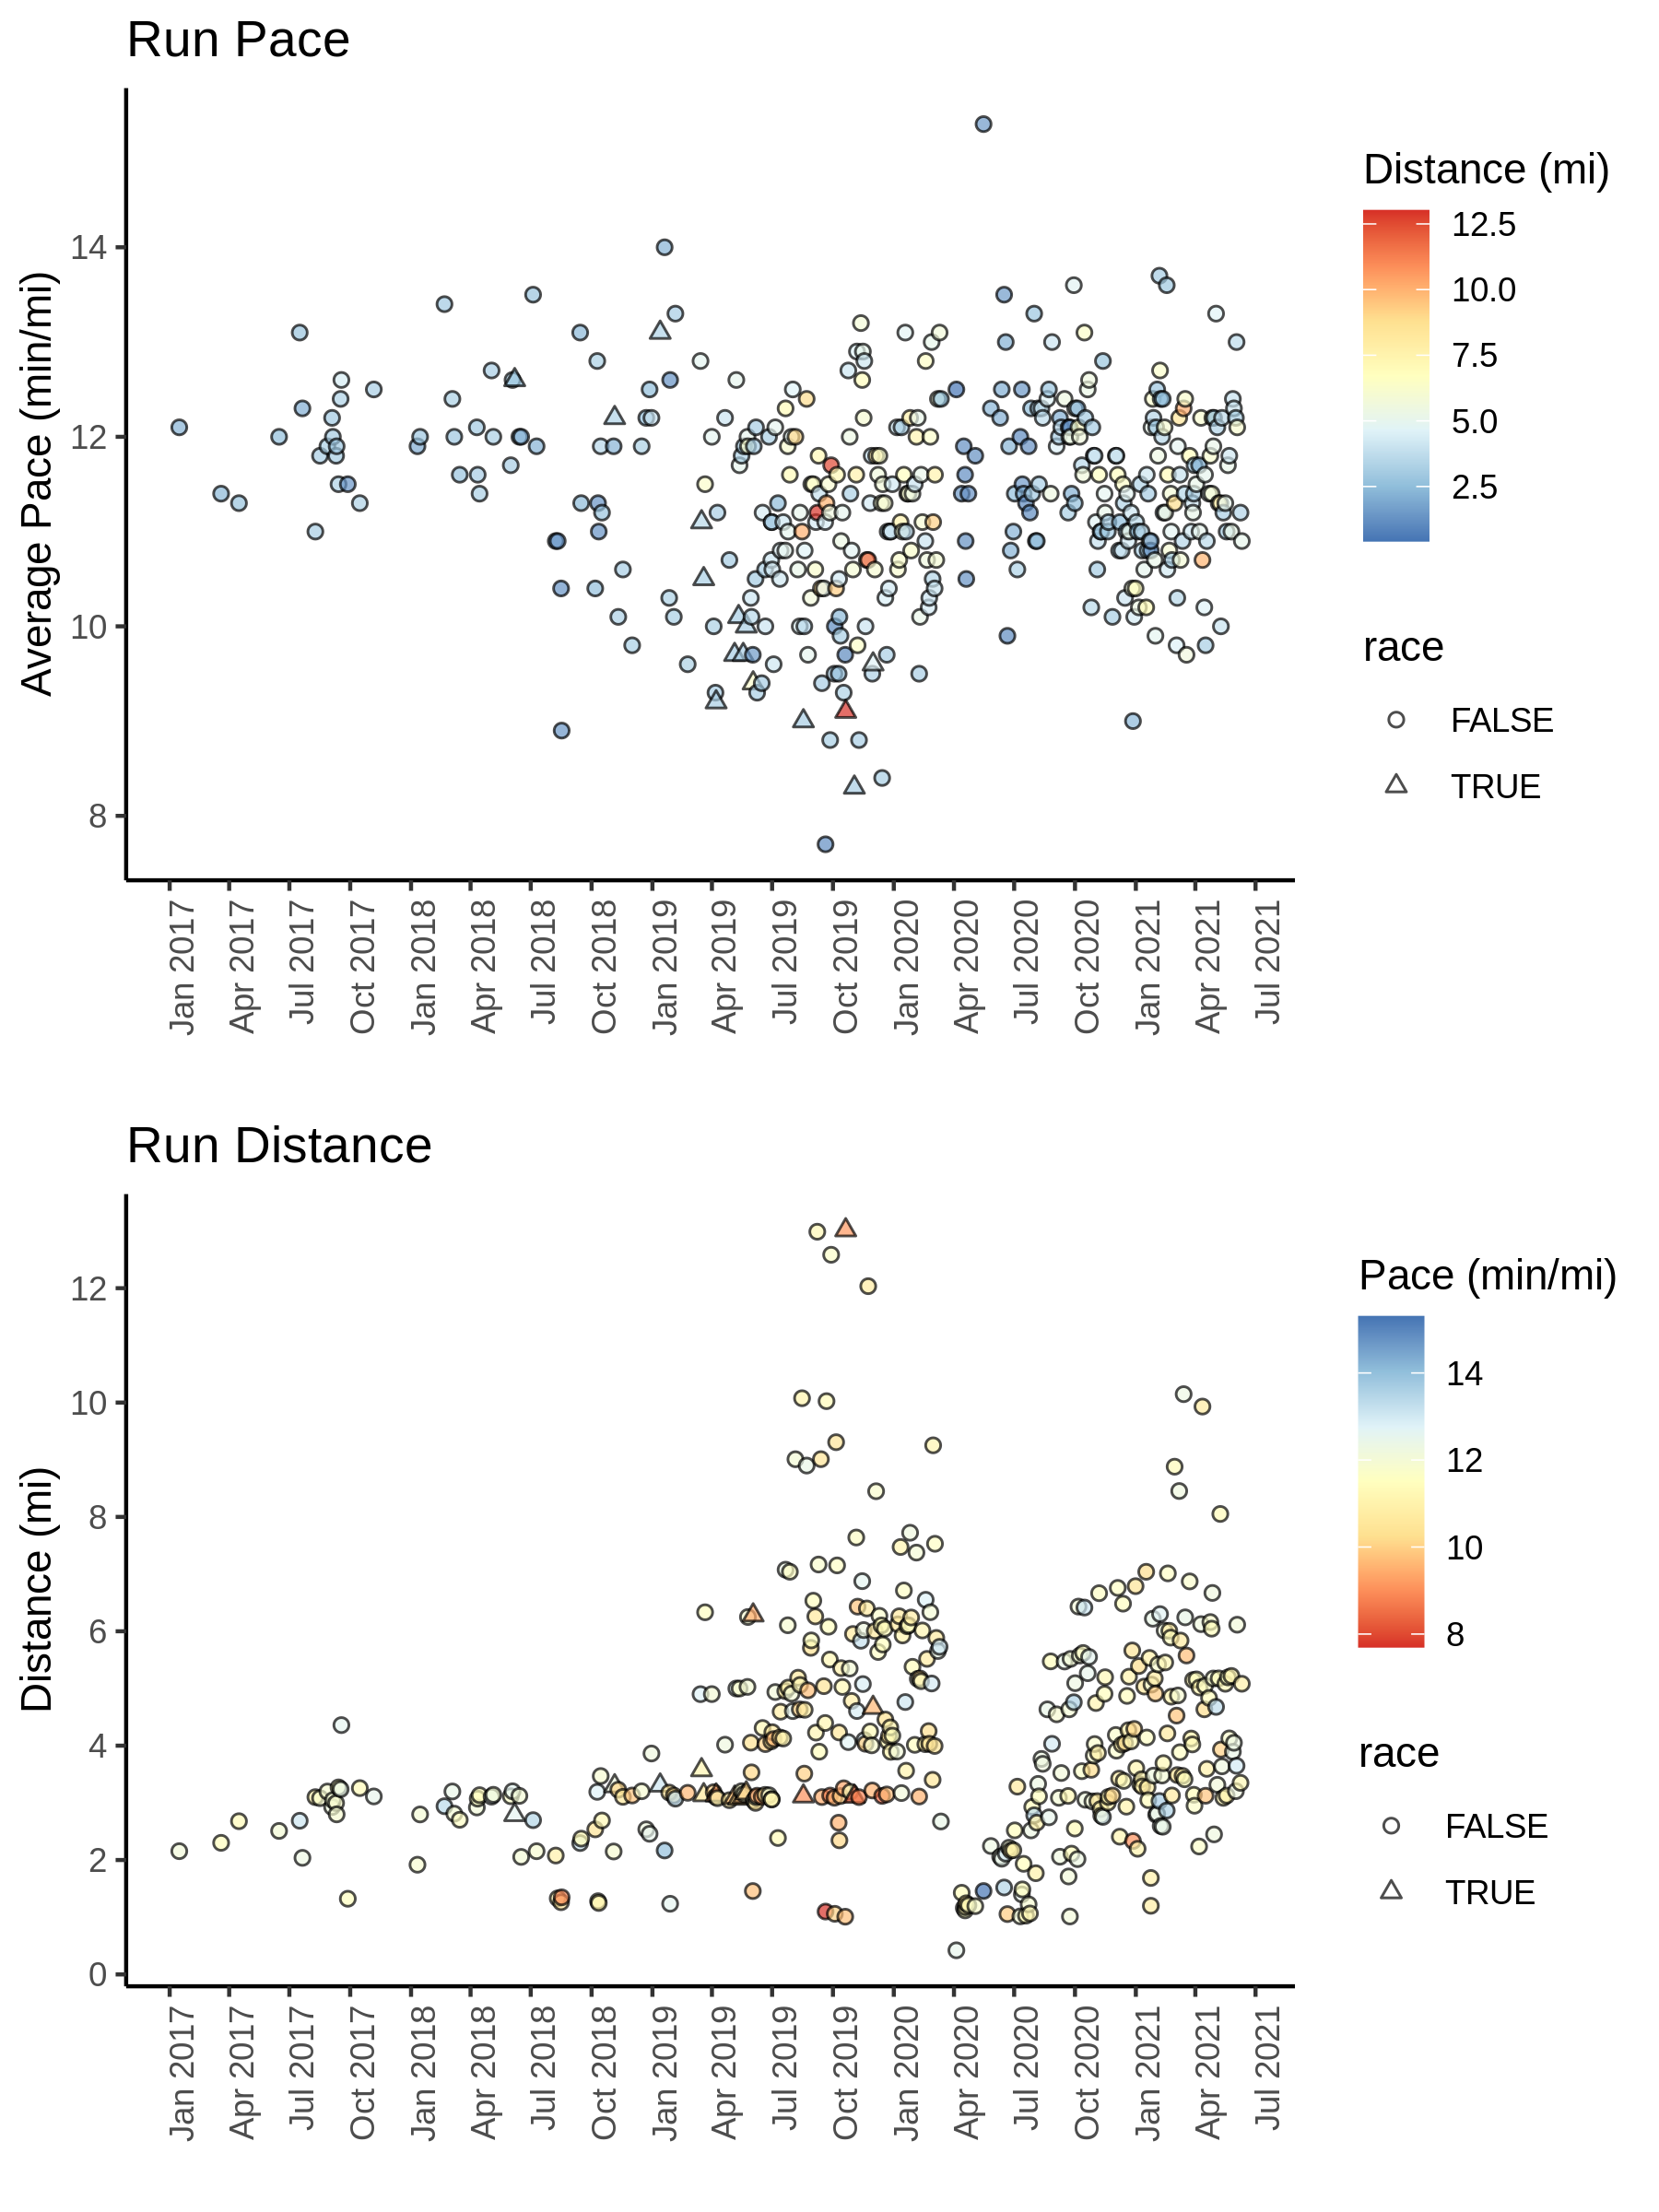 Run Pace
Average Pace (min/mi)
14
12
10
8
Jan 2017
Apr 2017
Jul 2017
Oct 2017
Jan 2018
Apr 2018
Jul 2018
Oct 2018
Jan 2019
Apr 2019
Jul 2019
Oct 2019
Jan 2020
Apr 2020
Jul 2020
Oct 2020
Jan 2021
Apr 2021
Jul 2021
Distance (mi)
12.5
10.0
7.5
5.0
2.5
race
FALSE
TRUE
Run Distance
Distance (mi)
12
10
8
6
4
2
0
Jan 2017
Apr 2017
Jul 2017
Oct 2017
Jan 2018
Apr 2018
Jul 2018
Oct 2018
Jan 2019
Apr 2019
Jul 2019
Oct 2019
Jan 2020
Apr 2020
Jul 2020
Oct 2020
Jan 2021
Apr 2021
Jul 2021
Pace (min/mi)
14
12
10
8
race
FALSE
TRUE